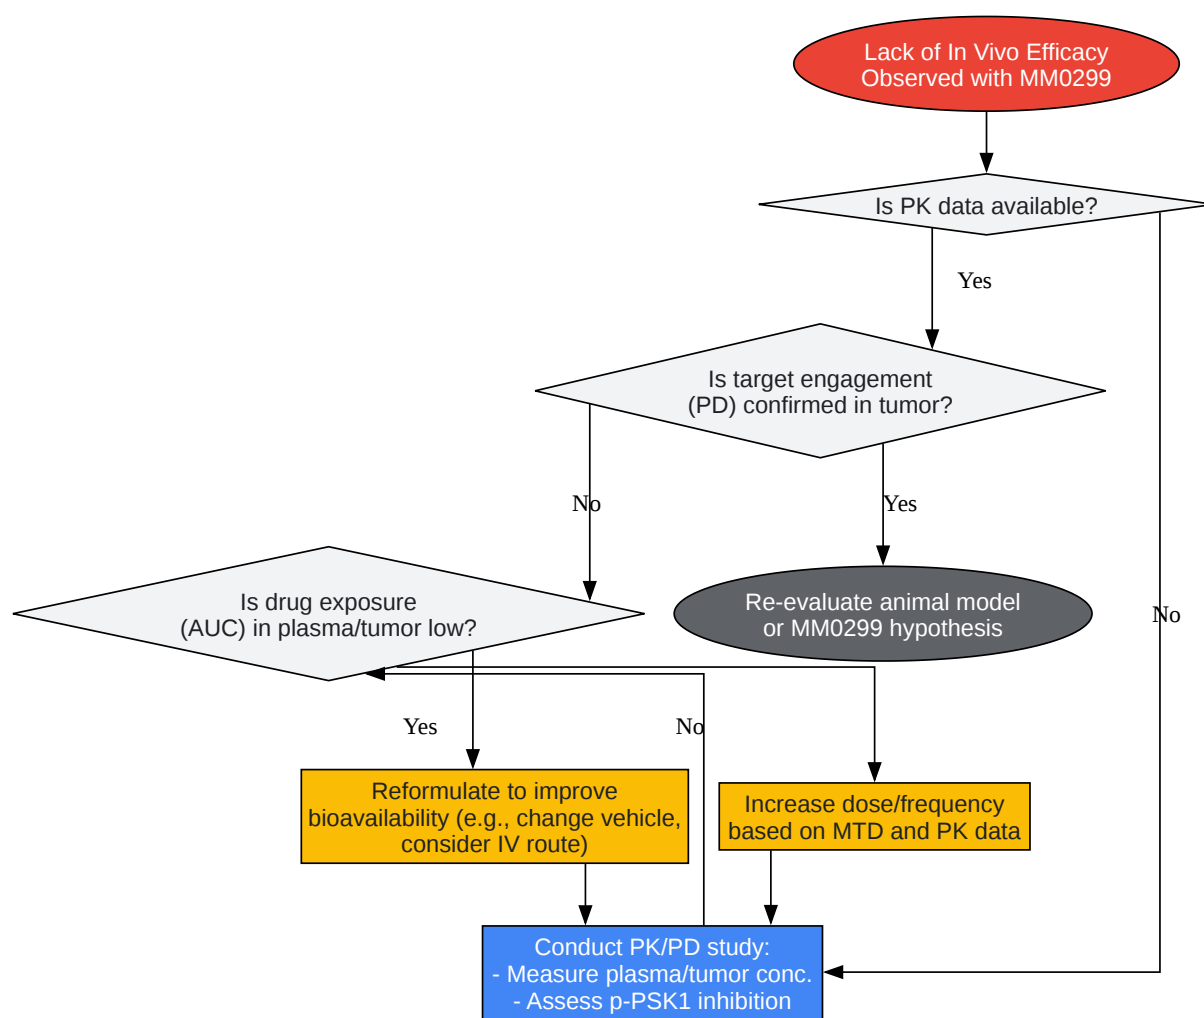 Lack of In Vivo Efficacy
Observed with MM0299
Is PK data available?
Yes
Is target engagement
(PD) confirmed in tumor?
No
Yes
Is drug exposure
(AUC) in plasma/tumor low?
Re-evaluate animal model
or MM0299 hypothesis
No
Yes
No
Reformulate to improve
bioavailability (e.g., change vehicle,
consider IV route)
Increase dose/frequency
based on MTD and PK data
Conduct PK/PD study:
- Measure plasma/tumor conc.
- Assess p-PSK1 inhibition